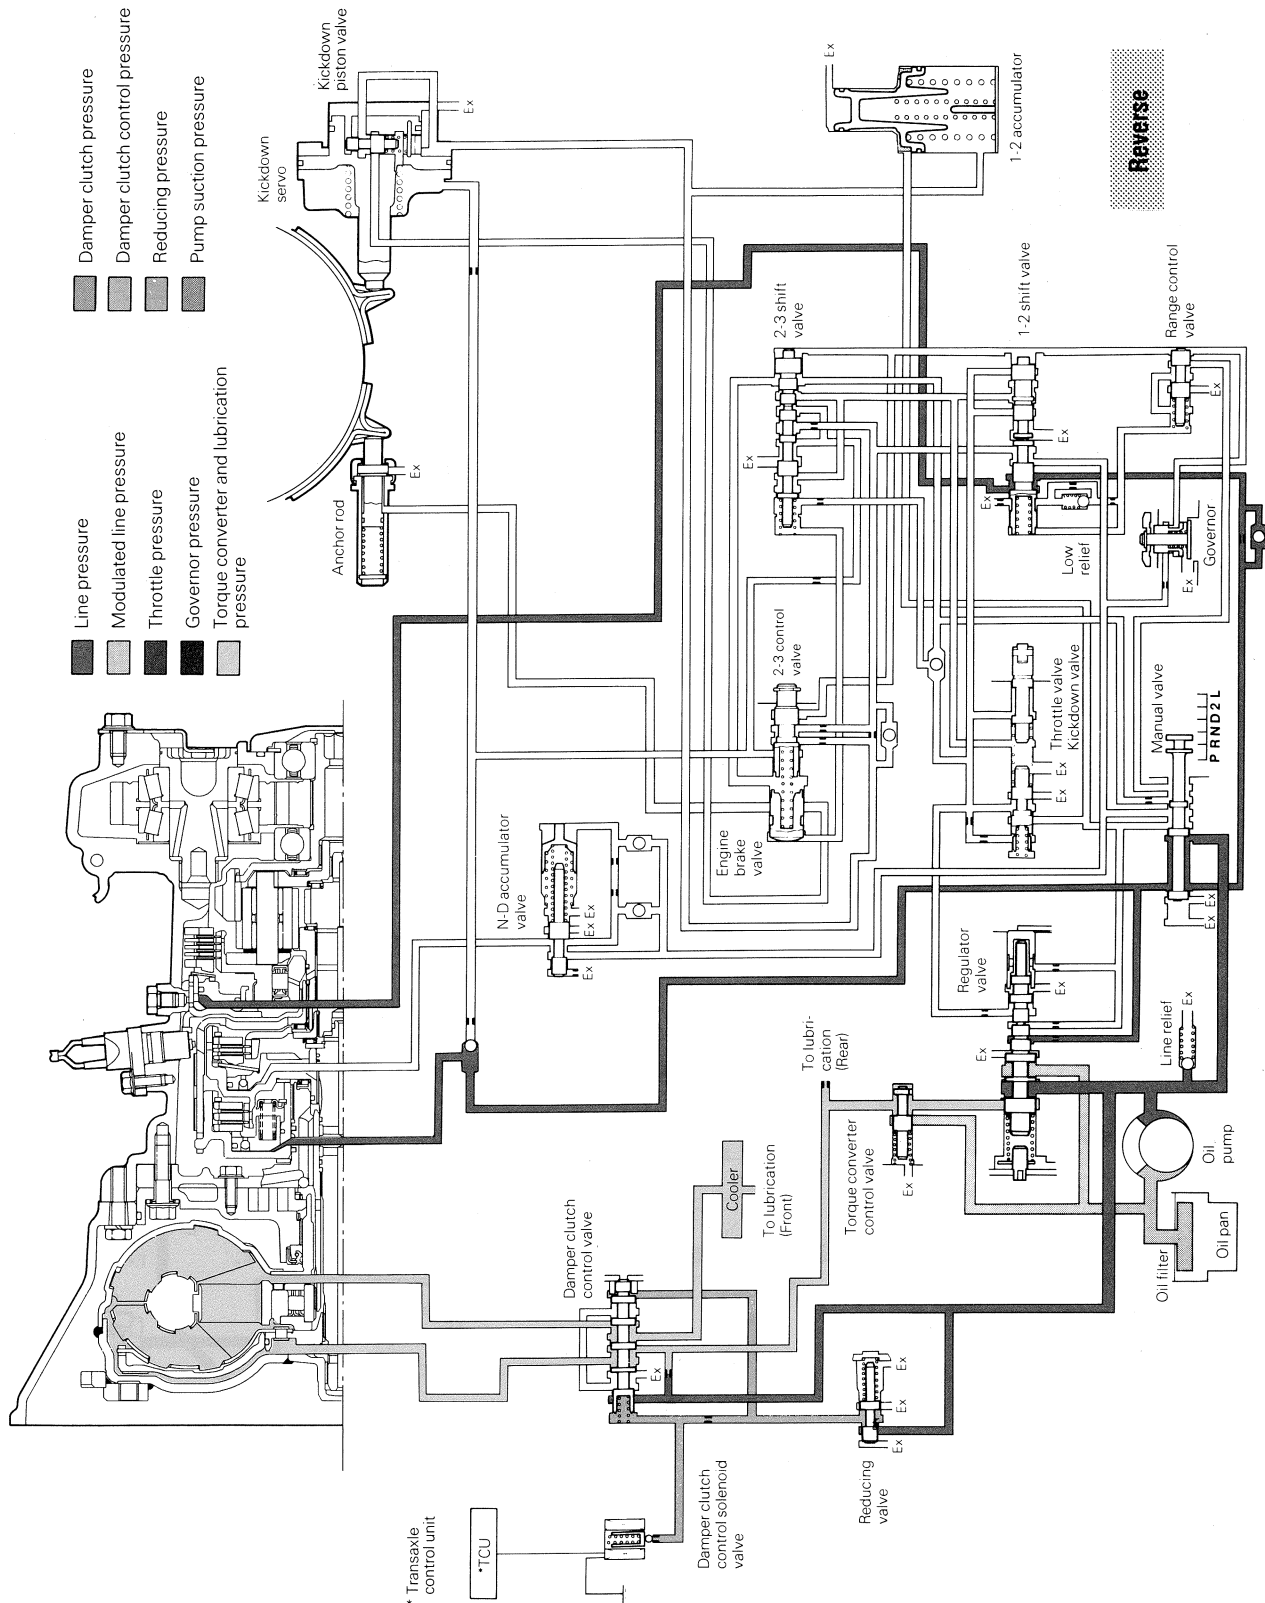 Line pressure
Modulated line pressure
Throttle pressure
Governor pressure
Torque converter and lubrication
pressure
Damper clutch pressure
Damper clutch control pressure
Reducing pressure
Pump suction pressure
Kickdown
servo
Kickdown
piston valve
Ex
Anchor rod
Ex
Ex
1-2 accumulator
Reverse
N-D accumulator
valve
Ex
Ex Ex
Engine
brake
valve
2-3 control
valve
2-3 shift
valve
Ex
1-2 shift valve
Ex
Ex
Range control
valve
Ex
Low
relief
Governor
Ex
Throttle valve
Kickdown valve
Ex
Ex
Manual valve
P R N D 2 L
Ex
Ex
Regulator
valve
Ex
Ex
Ex
Line relief
Ex
To lubri-
cation
(Rear)
Torque converter
control valve
Ex
Oil
pump
Oil filter
Oil pan
Cooler
To lubrication
(Front)
Damper clutch
control valve
Ex
Reducing
valve
Ex
Ex
Ex
Damper clutch
control solenoid
valve
*TCU
* Transaxle
control unit